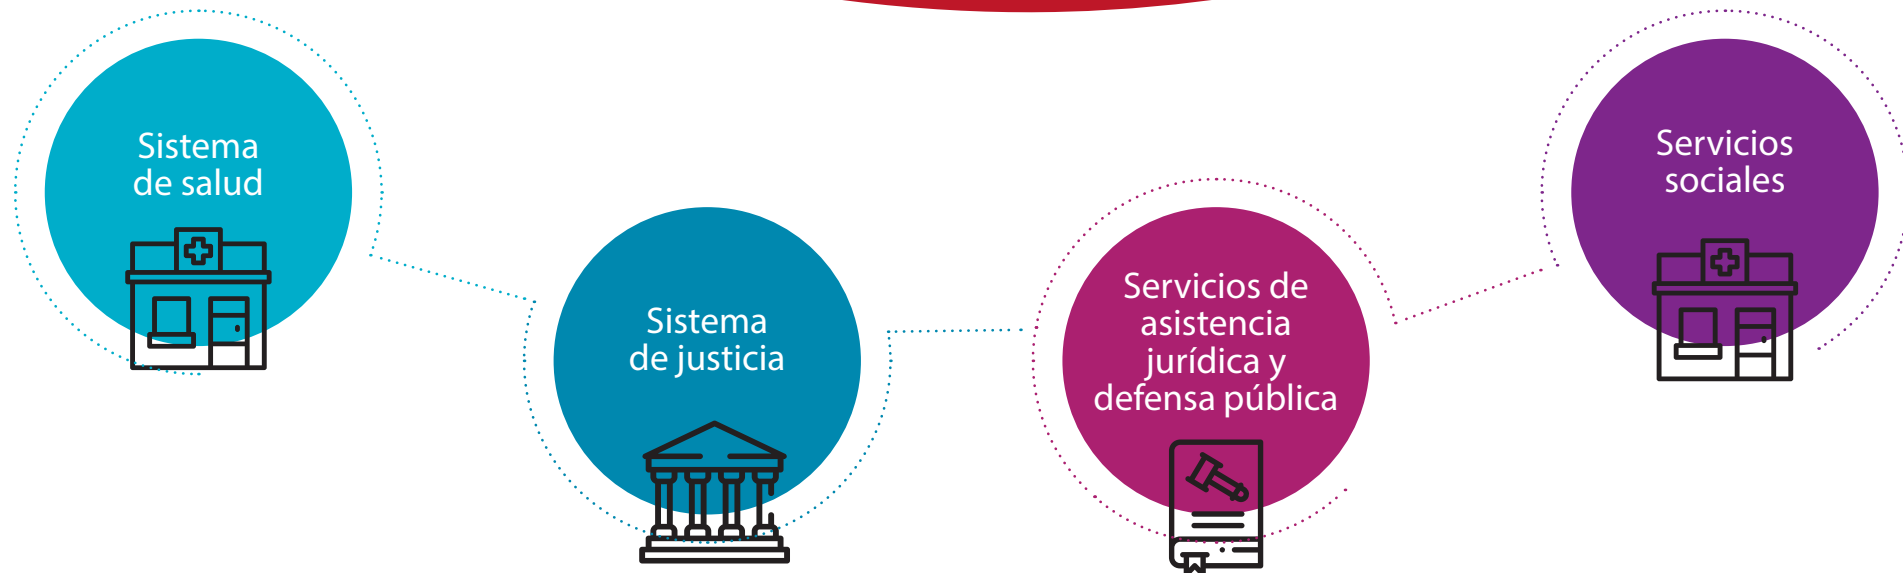 Sistema
de salud
Sistema
de justicia
Servicios de
asistencia
jurídica y
defensa pública
Servicios
sociales